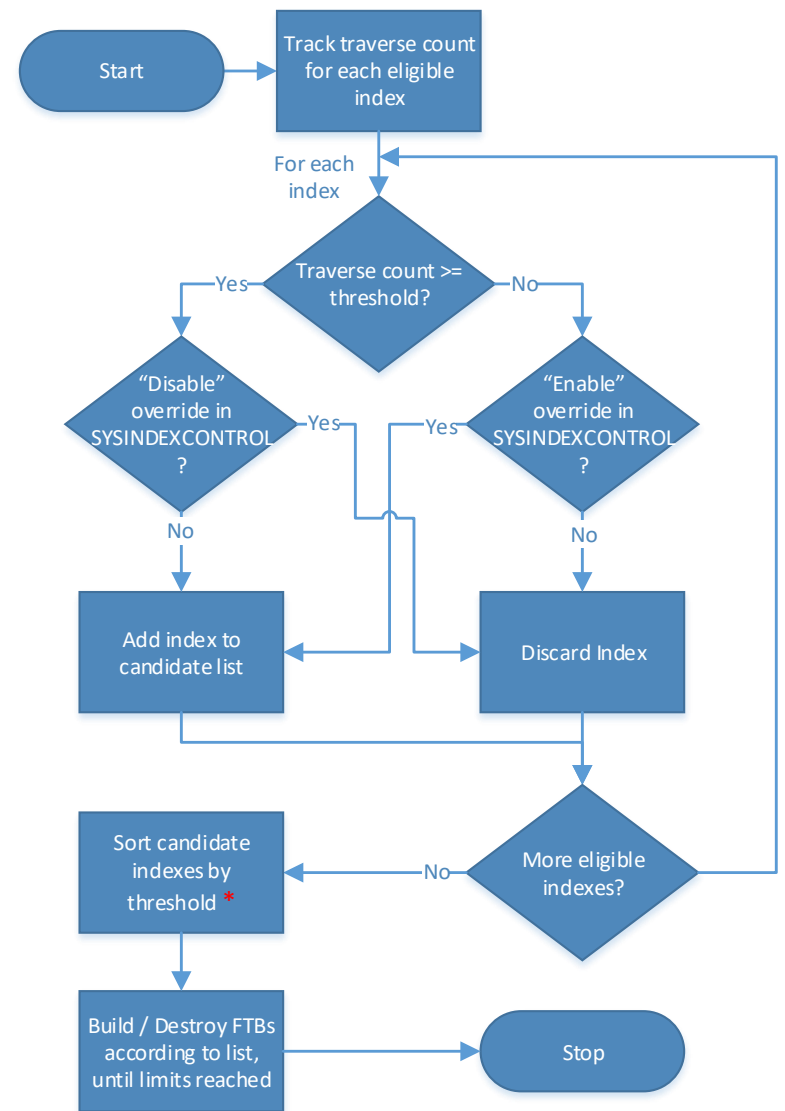 Start
Track traverse count
for each eligible
index
For each
index
Traverse count >=
threshold?
Yes
No
“Disable”
override in
SYSINDEXCONTROL
?
“Enable”
override in
SYSINDEXCONTROL
?
Yes
Yes
No
No
Add index to
candidate list
Discard Index
Sort candidate
indexes by
threshold *
No
More eligible
indexes?
Build / Destroy FTBs
according to list,
until limits reached
Stop